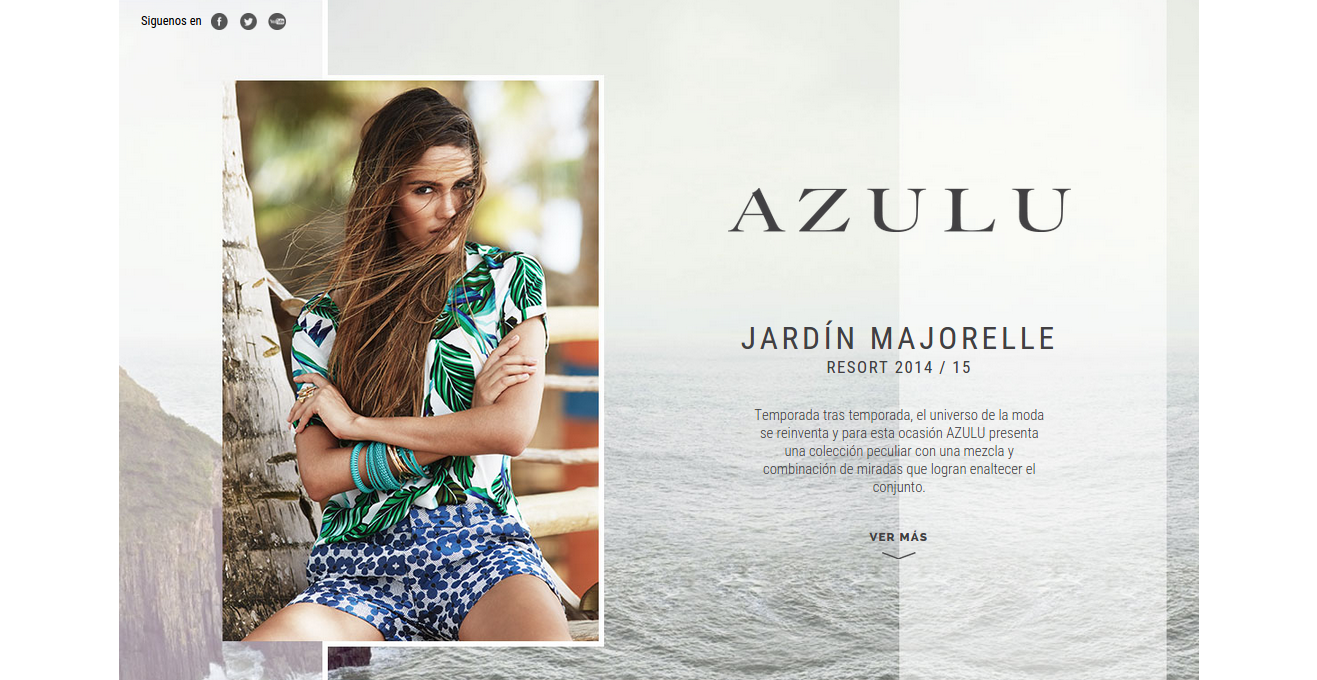 Siguenos en
AZULU
JARDÍN MAJORELLE
RESORT 2014 / 15
Temporada tras temporada, el universo de la moda
se reinventa y para esta ocasión AZULU presenta
una colección peculiar con una mezcla y
combinación de miradas que logran enaltecer el
conjunto.
VER MÁS